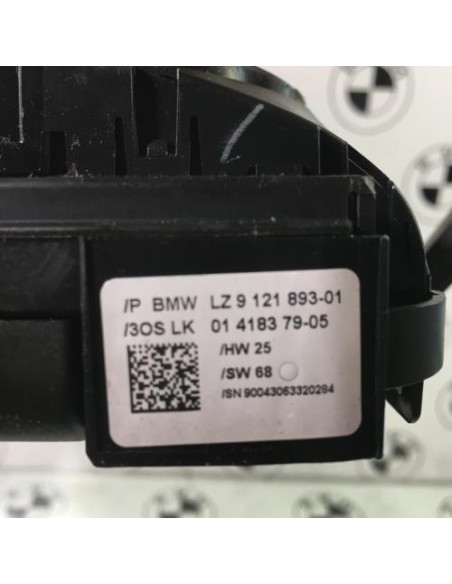 /P BMW LZ 9 121 893-01
/3OS LK 01 4183 79-05
/HW 25
/SW 68
/SN 90043063320284